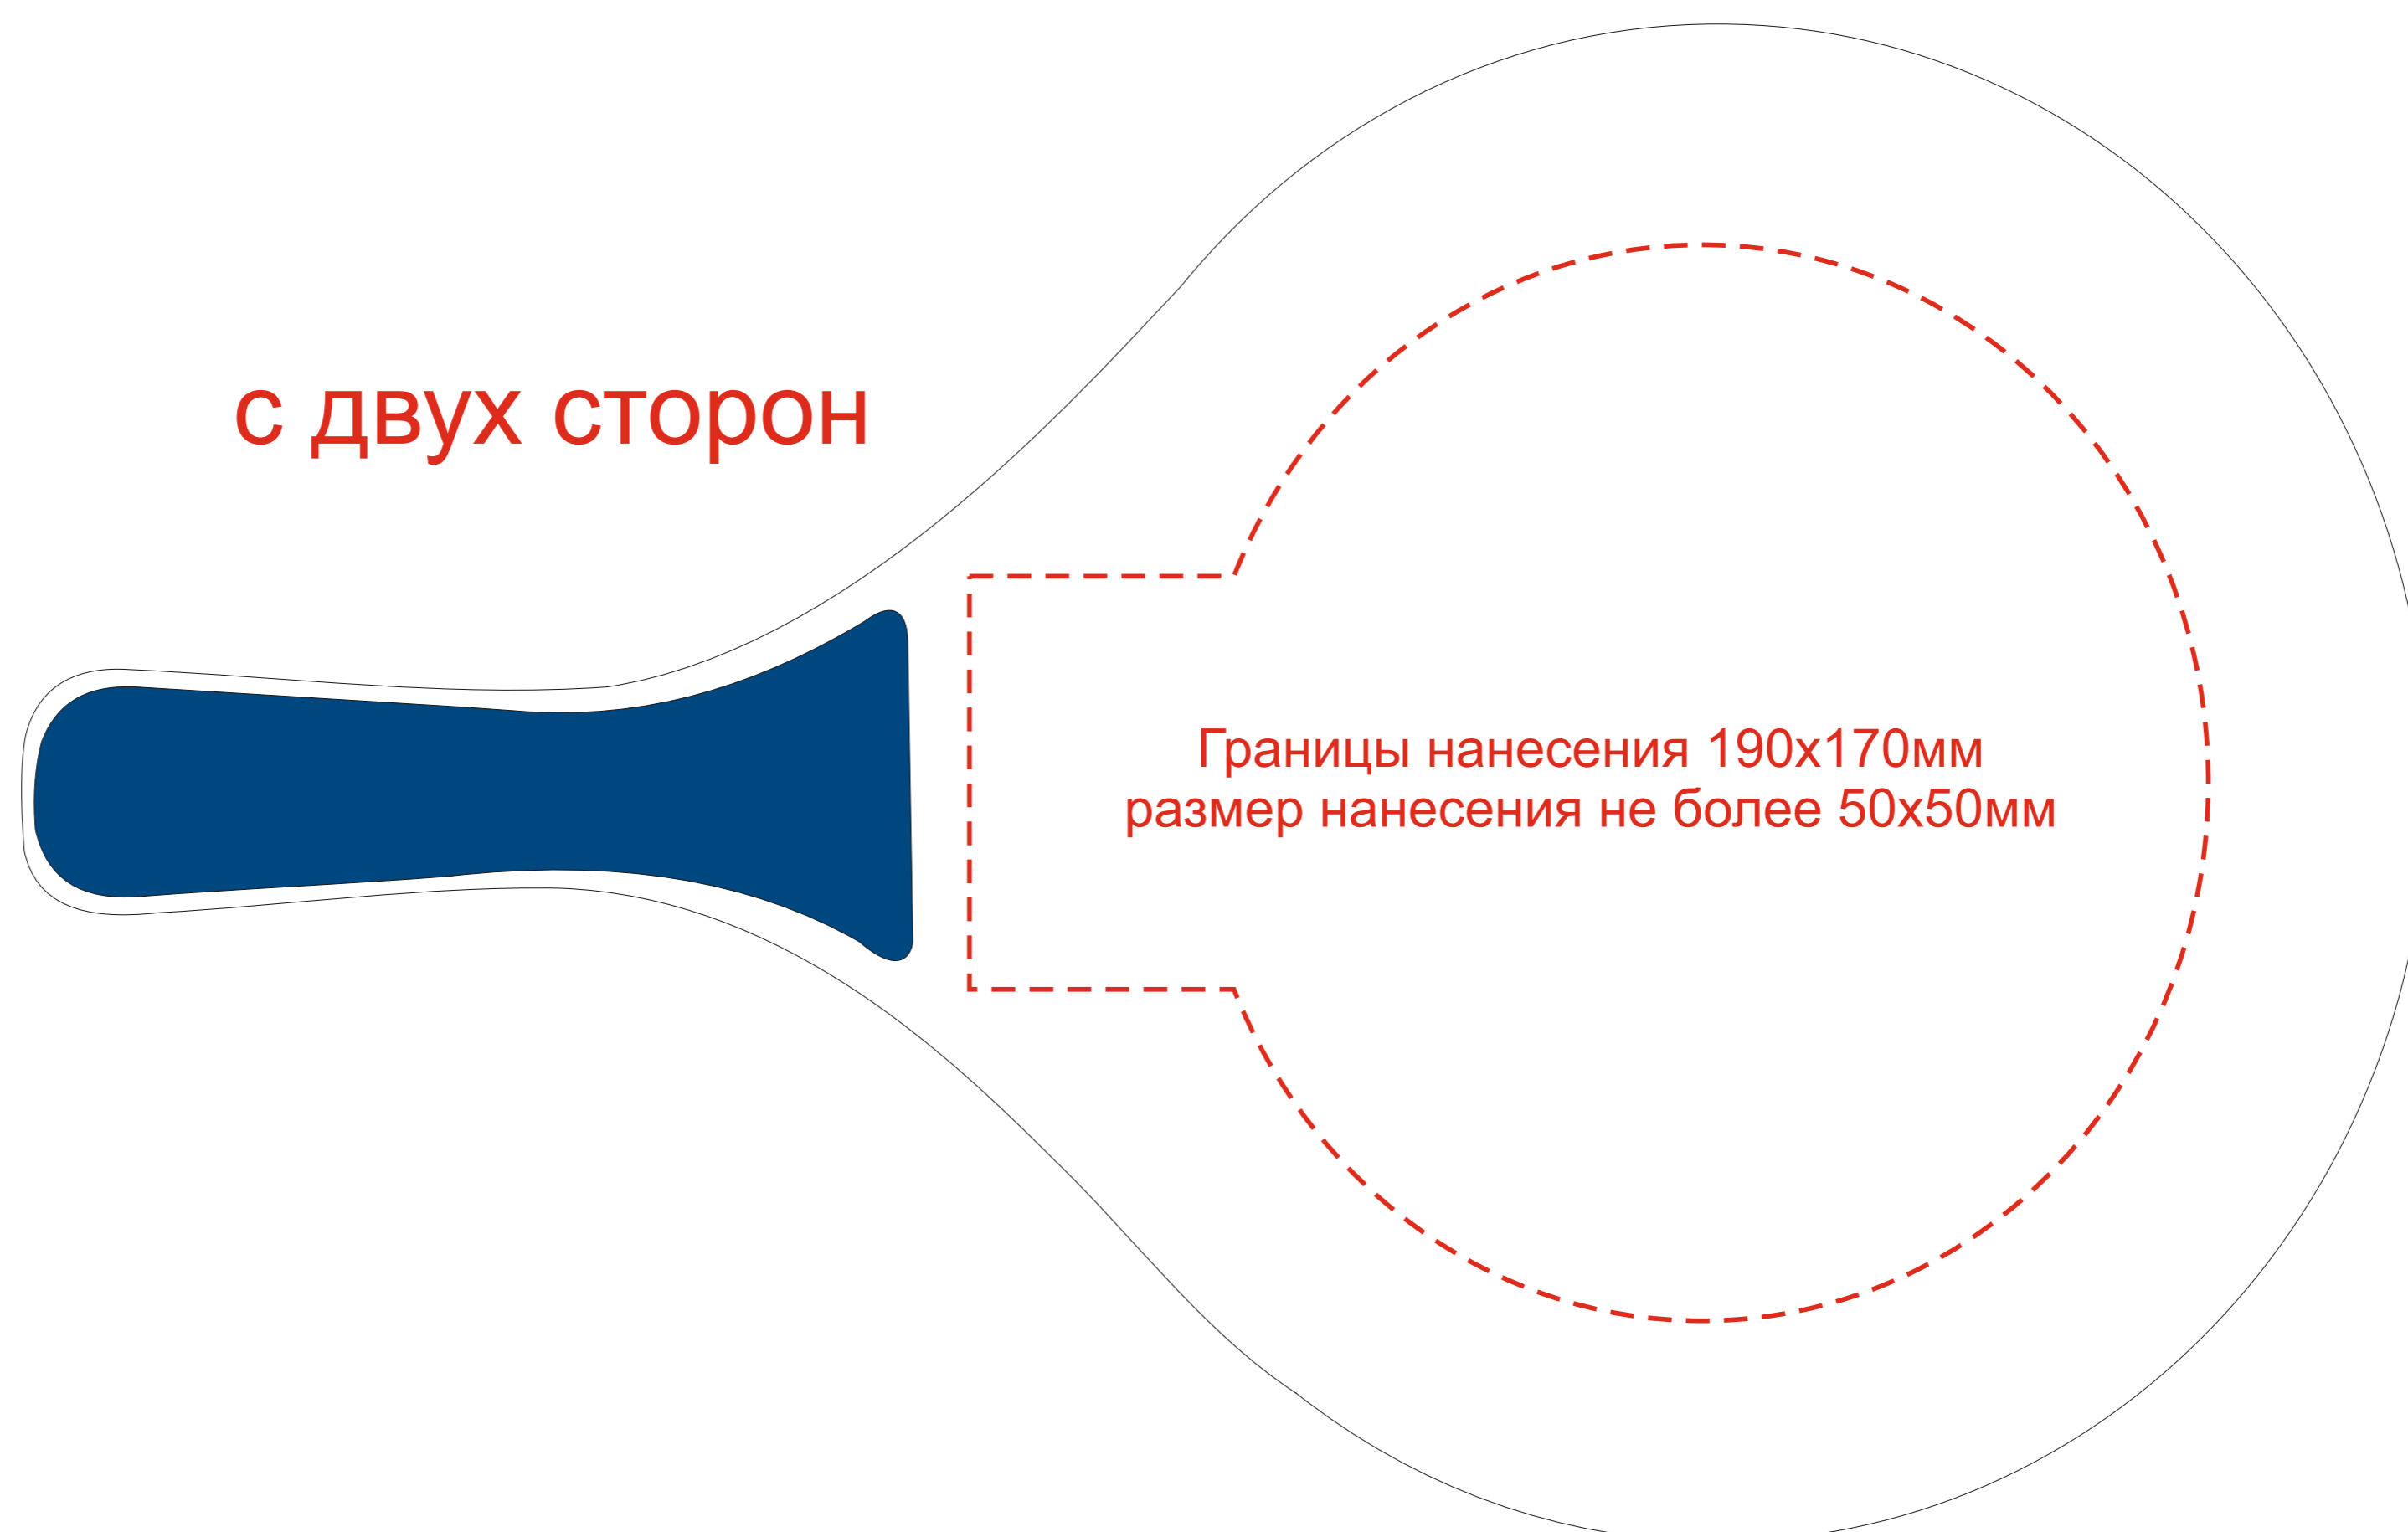 с двух сторон
Границы нанесения 190х170мм
размер нанесения не более 50х50мм